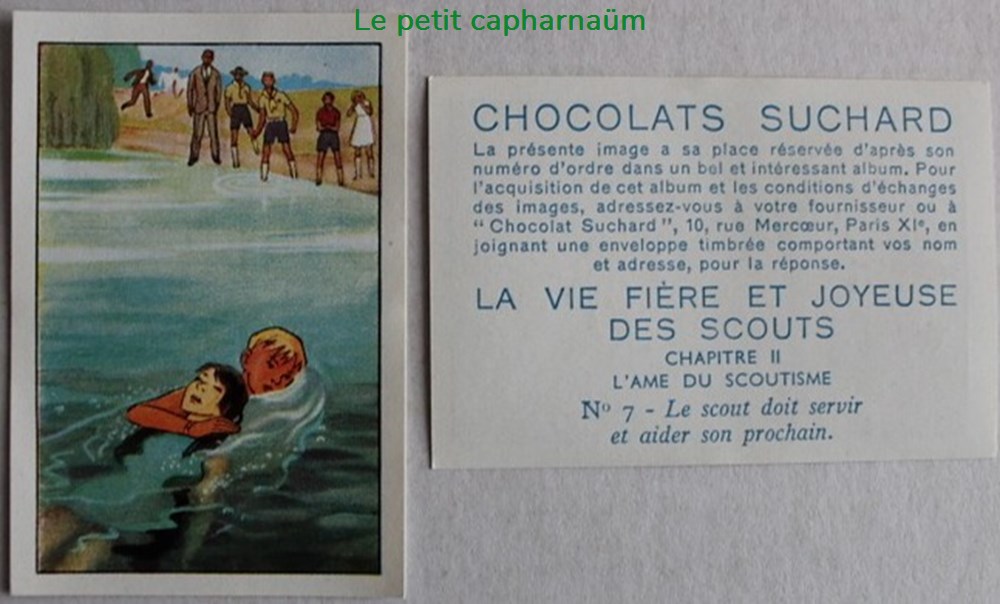 Le petit capharnaüm
CHOCOLATS SUCHARD
La présente image a sa place réservée d'après son
numéro d'ordre dans un bel et intéressant album. Pour
l'acquisition de cet album et les conditions d'échanges
des images, adressez-vous à votre fournisseur ou à
"Chocolat Suchard", 10, rue Mercœur, Paris XIe, en
joignant une enveloppe timbrée comportant vos nom
et adresse, pour la réponse.
LA VIE FIÈRE ET JOYEUSE
DES SCOUTS
CHAPITRE II
L'AME DU SCOUTISME
No 7 - Le scout doit servir
et aider son prochain.